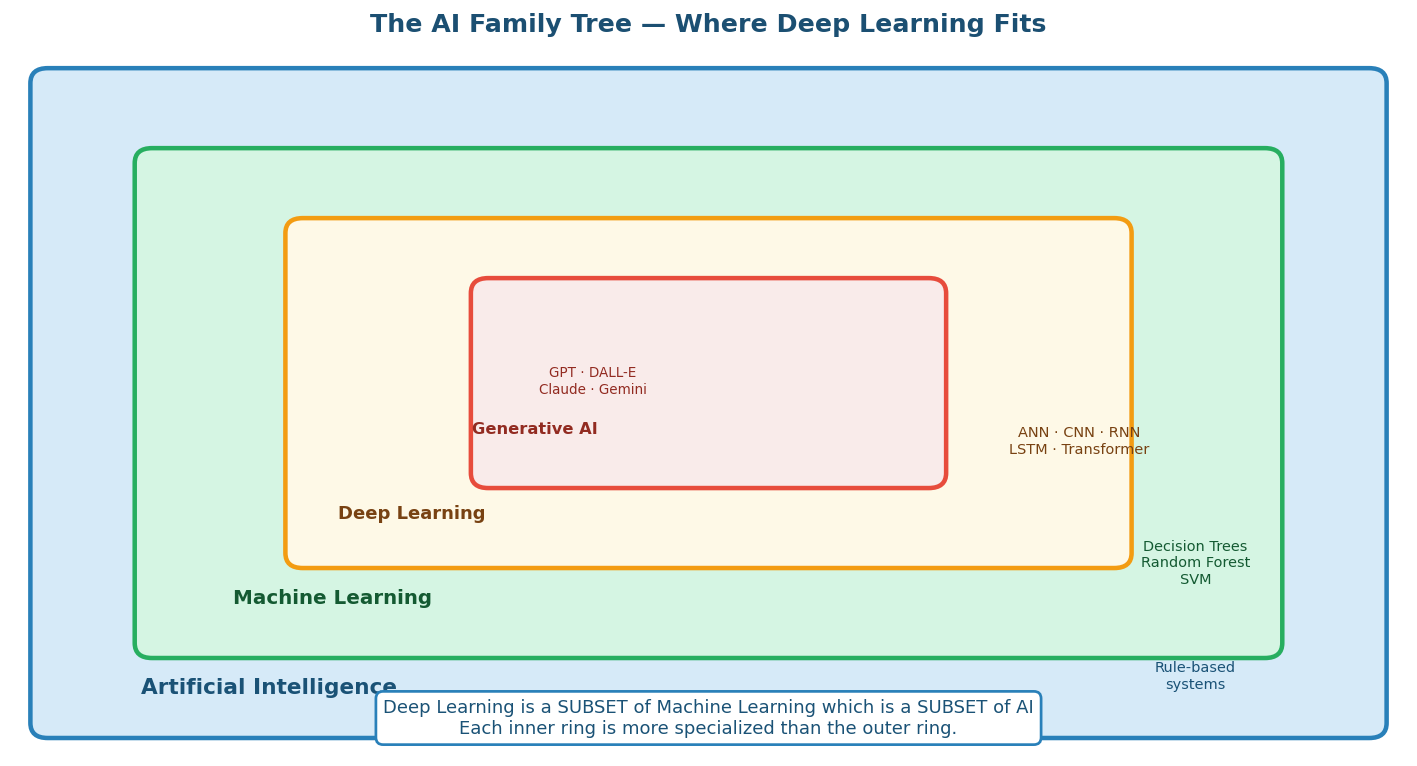 The AI Family Tree — Where Deep Learning Fits
GPT · DALL-E
Claude · Gemini
Generative AI
ANN · CNN · RNN
LSTM · Transformer
Deep Learning
Decision Trees
Random Forest
SVM
Machine Learning
Rule-based
systems
Artificial Intelligence
Deep Learning is a SUBSET of Machine Learning which is a SUBSET of AI
Each inner ring is more specialized than the outer ring.